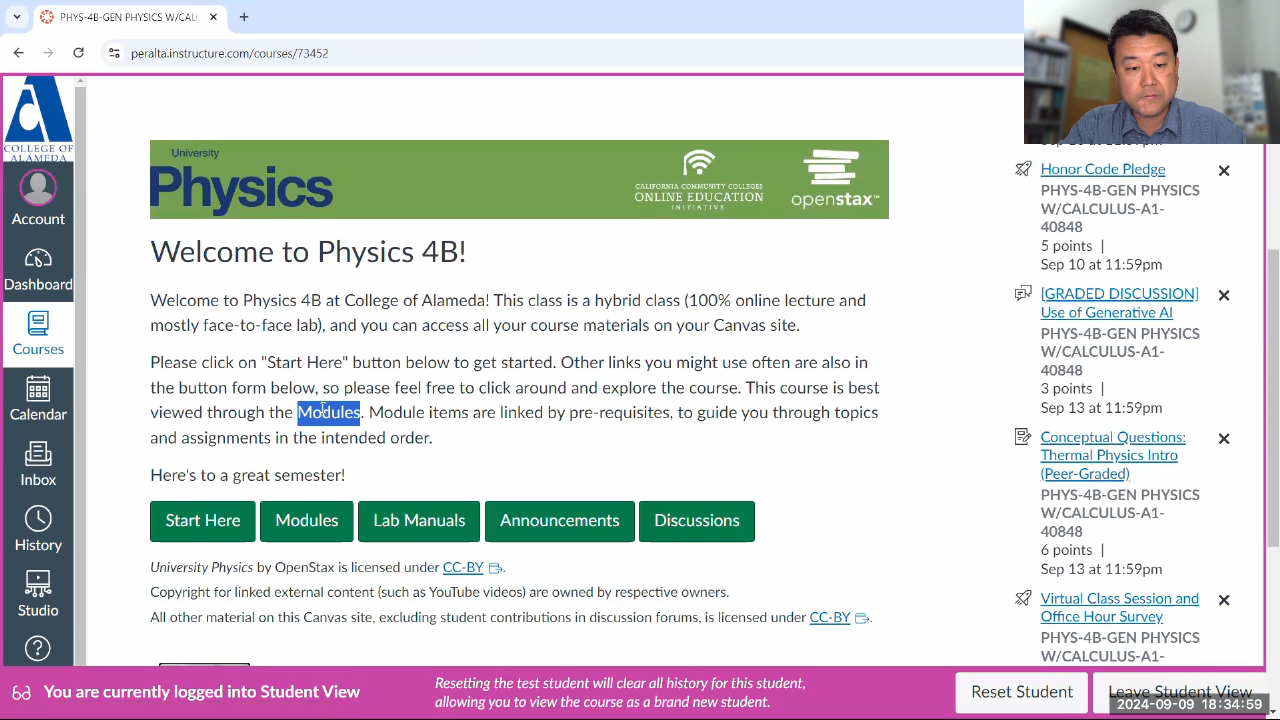 PHYS-4B-GEN PHYSICS W/CAL
peralta.instructure.com/courses/73452
COLLEGE OF
ALAMEDA
Account
Dashboard
Courses
Calendar
Inbox
History
Studio
University
Physics
CALIFORNIA COMMUNITY COLLEGES
ONLINE EDUCATION
INITIATIVE
openstax™
Welcome to Physics 4B!
Welcome to Physics 4B at College of Alameda! This class is a hybrid class (100% online lecture and
mostly face-to-face lab), and you can access all your course materials on your Canvas site.
Please click on "Start Here" button below to get started. Other links you might use often are also in
the button form below, so please feel free to click around and explore the course. This course is best
viewed through the Modules. Module items are linked by pre-requisites, to guide you through topics
and assignments in the intended order.
Here's to a great semester!
Start Here
Modules
Lab Manuals
Announcements
Discussions
University Physics by OpenStax is licensed under CC-BY.
Copyright for linked external content (such as YouTube videos) are owned by respective owners.
All other material on this Canvas site, including student contributions in discussion forums, is licensed under CC-BY.
Honor Code Pledge
PHYS-4B-GEN PHYSICS
W/CALCULUS-A1-
40848
5 points |
Sep 10 at 11:59pm
[GRADED DISCUSSION]
Use of Generative AI
PHYS-4B-GEN PHYSICS
W/CALCULUS-A1-
40848
3 points |
Sep 13 at 11:59pm
Conceptual Questions:
Thermal Physics Intro
(Peer-Graded)
PHYS-4B-GEN PHYSICS
W/CALCULUS-A1-
40848
6 points |
Sep 13 at 11:59pm
Virtual Class Session and
Office Hour Survey
PHYS-4B-GEN PHYSICS
W/CALCULUS-A1-
You are currently logged into Student View
Resetting the test student will clear all history for this student,
allowing you to view the course as a brand new student.
Reset Student
Leave Student View
2024-09-09 18:34:59